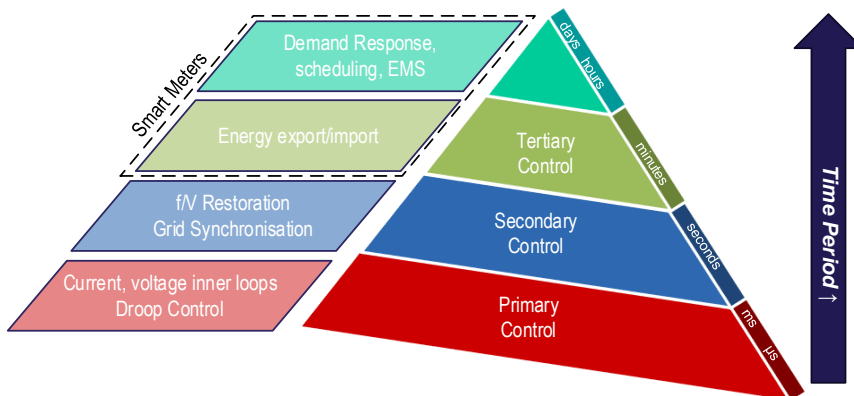 Smart Meters
Demand Response,
scheduling, EMS
Energy export/import
f/V Restoration
Grid Synchronisation
Current, voltage inner loops
Droop Control
Tertiary
Control
Secondary
Control
Primary
Control
days
hours
minutes
seconds
ms
µs
Time Period ↑